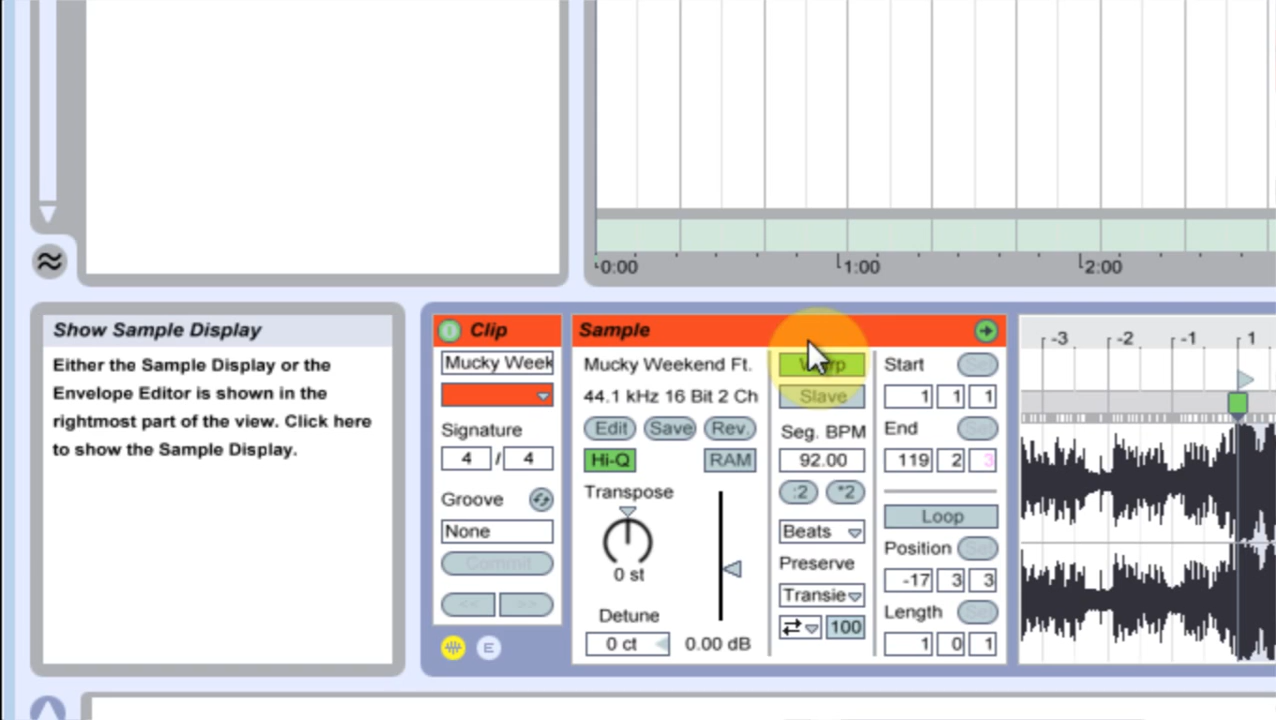 0:00
1:00
2:00
Show Sample Display
Either the Sample Display or the
Envelope Editor is shown in the
rightmost part of the view. Click here
to show the Sample Display.
Clip
Mucky Week
Signature
4 / 4
Groove
None
Commit
<< >>
E
Sample
Mucky Weekend Ft.
44.1 kHz 16 Bit 2 Ch
Edit Save Rev.
Hi-Q RAM
Transpose
0 st
Detune
0 ct 0.00 dB
Warp
Slave
Seg. BPM
92.00
:2 *2
Beats
Preserve
Transie
100
Start Set
1 1 1
End Set
119 2 3
Loop
Position Set
-17 3 3
Length Set
1 0 1
-3 -2 -1 1